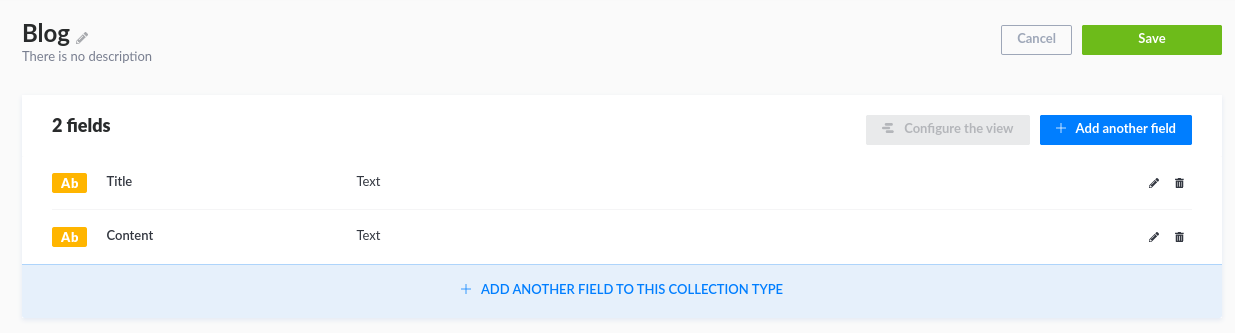 Blog
There is no description
Cancel
Save
2 fields
Configure the view
Add another field
Ab Title Text
Ab Content Text
ADD ANOTHER FIELD TO THIS COLLECTION TYPE